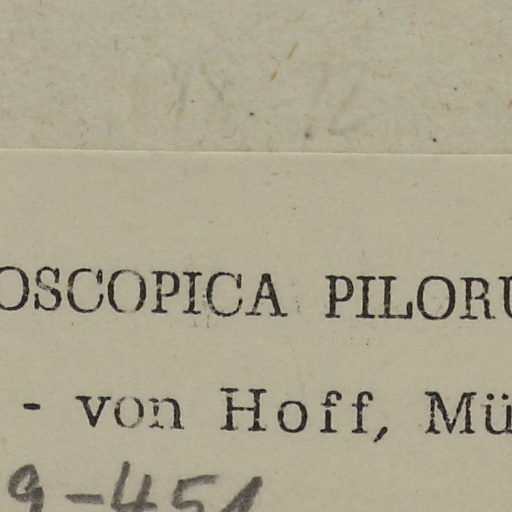 OSCOPICA PILORU
- von Hoff, Mü
9-451